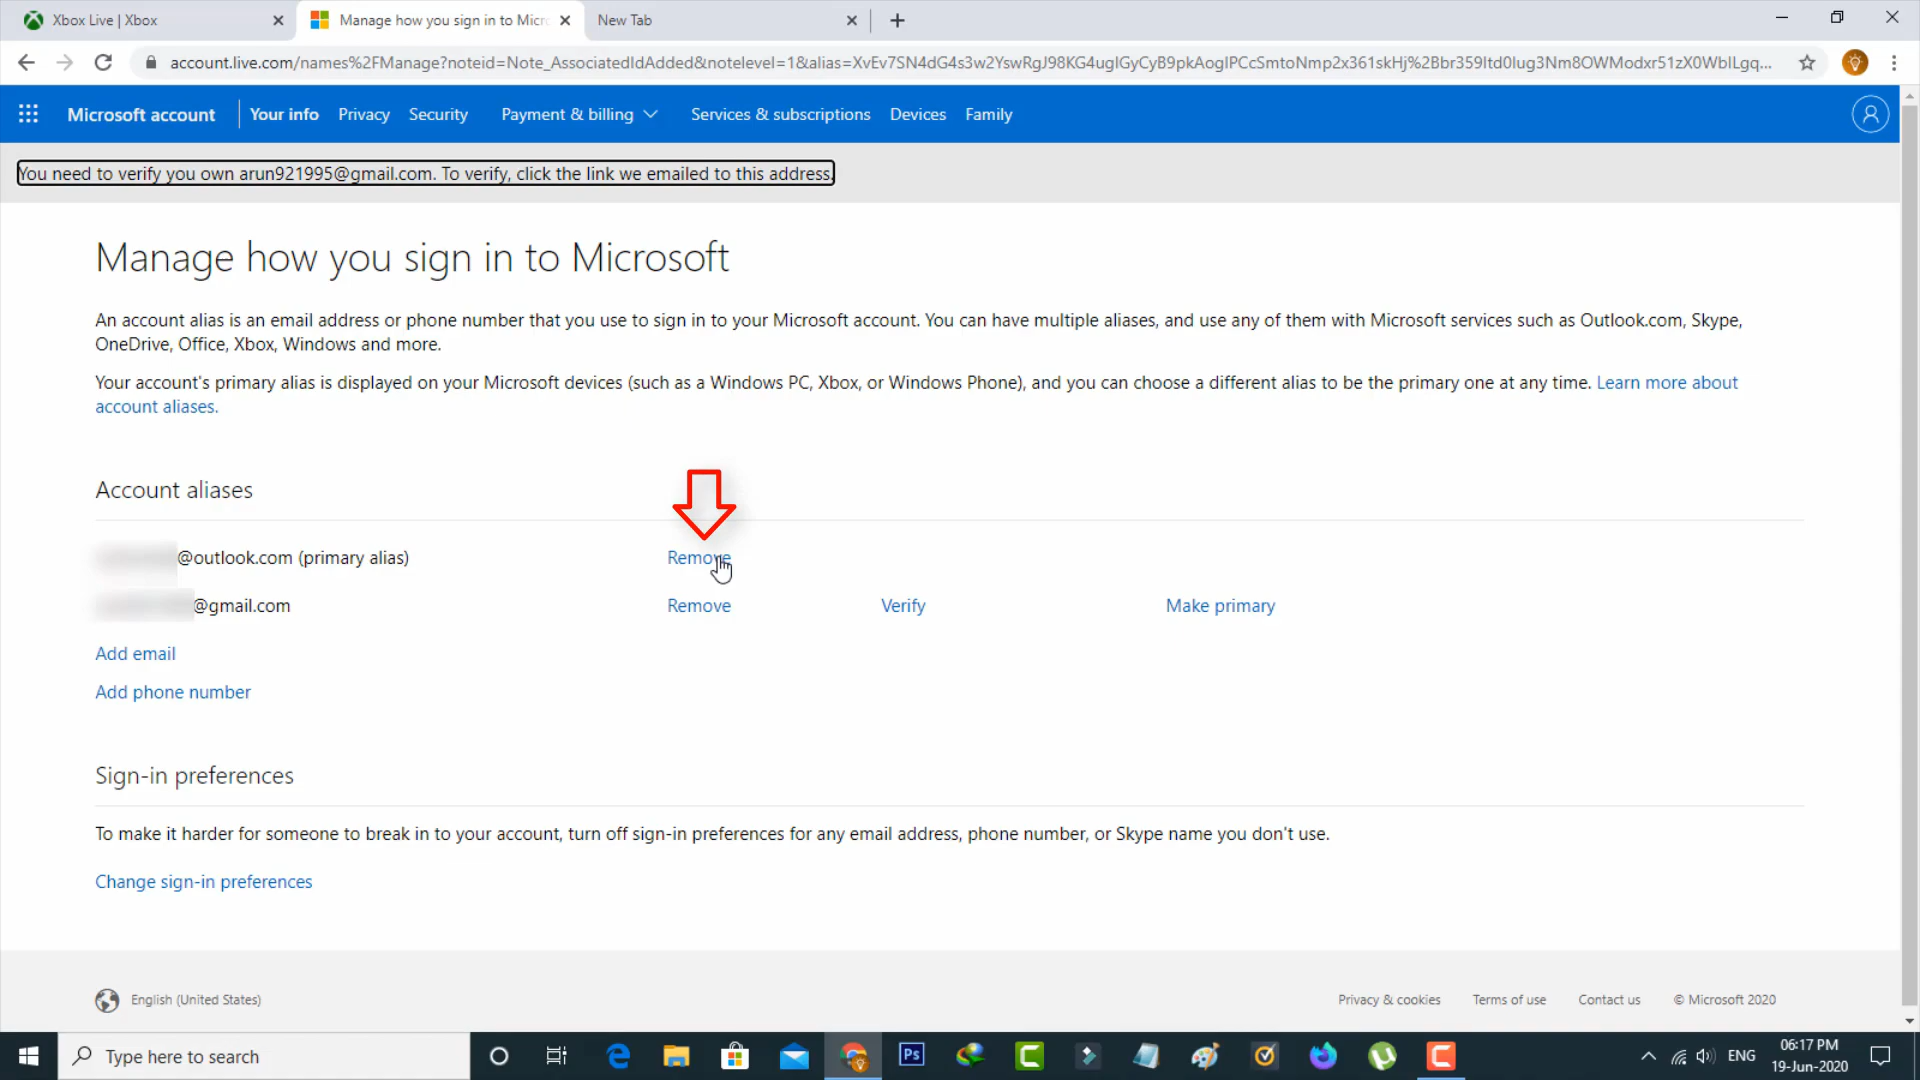 Xbox Live | Xbox
Manage how you sign in to Micr
New Tab
account.live.com/names%2FManage?noteid=Note_AssociatedIdAdded&notelevel=1&alias=XvEv7SN4dG4s3w2YswRgJ98KG4ugIGyCyB9pkAogIPCcSmtoNmp2x361skHj%2Bbr359Itd0lug3Nm8OWModxr51zX0WbILgq...
Microsoft account
Your info
Privacy
Security
Payment & billing
Services & subscriptions
Devices
Family
You need to verify you own arun921995@gmail.com. To verify, click the link we emailed to this address.
Manage how you sign in to Microsoft
An account alias is an email address or phone number that you use to sign in to your Microsoft account. You can have multiple aliases, and use any of them with Microsoft services such as Outlook.com, Skype,
OneDrive, Office, Xbox, Windows and more.
Your account's primary alias is displayed on your Microsoft devices (such as a Windows PC, Xbox, or Windows Phone), and you can choose a different alias to be the primary one at any time. Learn more about
account aliases.
Account aliases
@outlook.com (primary alias)
Remove
@gmail.com
Remove
Verify
Make primary
Add email
Add phone number
Sign-in preferences
To make it harder for someone to break in to your account, turn off sign-in preferences for any email address, phone number, or Skype name you don't use.
Change sign-in preferences
English (United States)
Privacy & cookies
Terms of use
Contact us
© Microsoft 2020
Type here to search
Ps
ENG
06:17 PM
19-Jun-2020